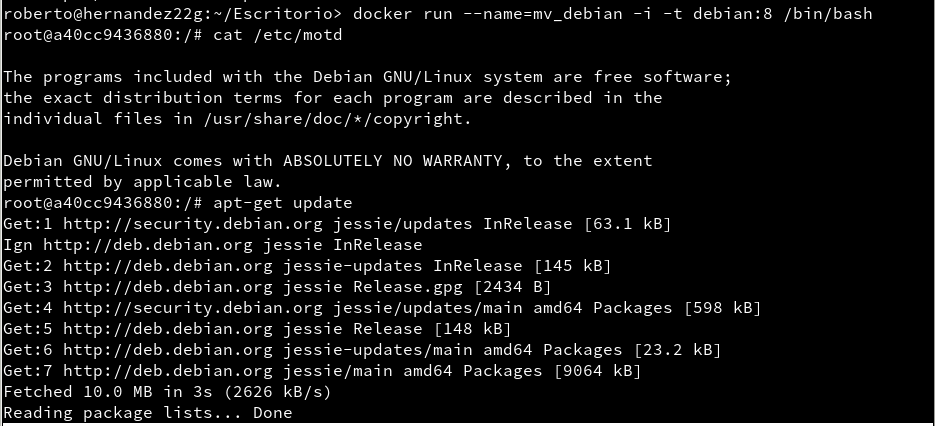 roberto@hernandez22g:~/Escritorio> docker run --name=mv_debian -i -t debian:8 /bin/bash
root@a40cc9436880:/# cat /etc/motd
The programs included with the Debian GNU/Linux system are free software;
the exact distribution terms for each program are described in the
individual files in /usr/share/doc/*/copyright.
Debian GNU/Linux comes with ABSOLUTELY NO WARRANTY, to the extent
permitted by applicable law.
root@a40cc9436880:/# apt-get update
Get:1 http://security.debian.org jessie/updates InRelease [63.1 kB]
Ign http://deb.debian.org jessie InRelease
Get:2 http://deb.debian.org jessie-updates InRelease [145 kB]
Get:3 http://deb.debian.org jessie Release.gpg [2434 B]
Get:4 http://security.debian.org jessie/updates/main amd64 Packages [598 kB]
Get:5 http://deb.debian.org jessie Release [148 kB]
Get:6 http://deb.debian.org jessie-updates/main amd64 Packages [23.2 kB]
Get:7 http://deb.debian.org jessie/main amd64 Packages [9064 kB]
Fetched 10.0 MB in 3s (2626 kB/s)
Reading package lists... Done